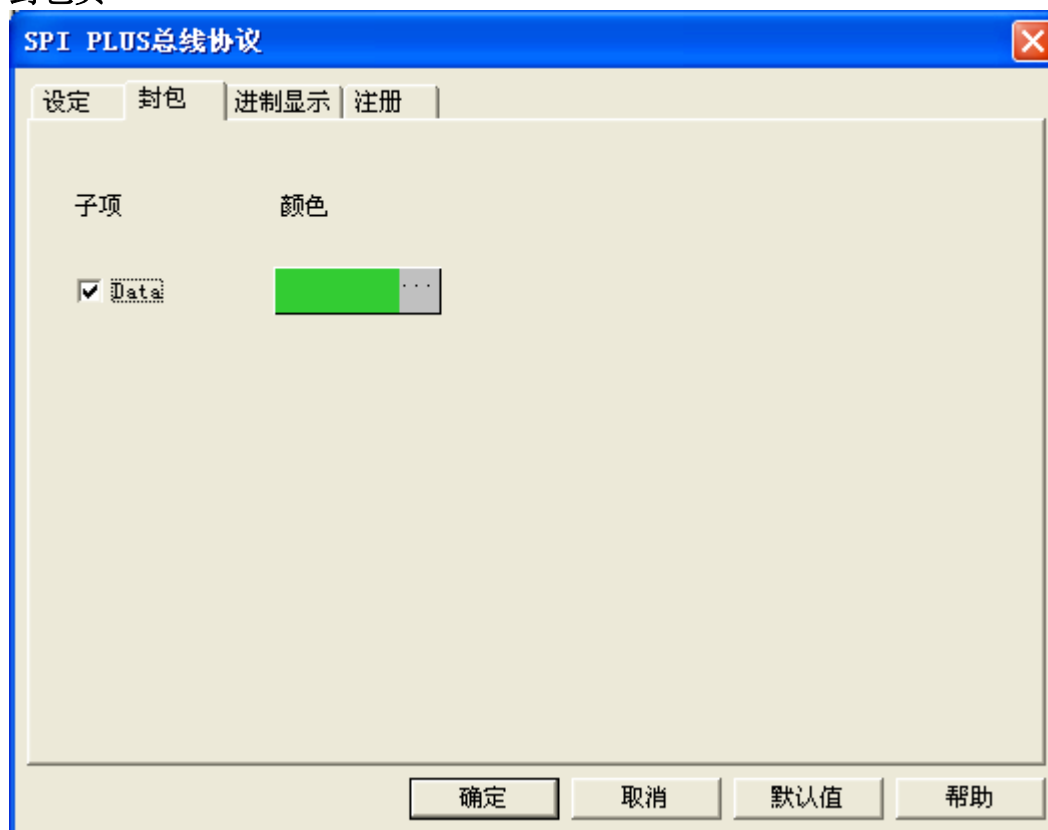 SPI PLUS总线协议
设定 封包 进制显示 注册
子项 颜色
Data ...
确定 取消 默认值 帮助